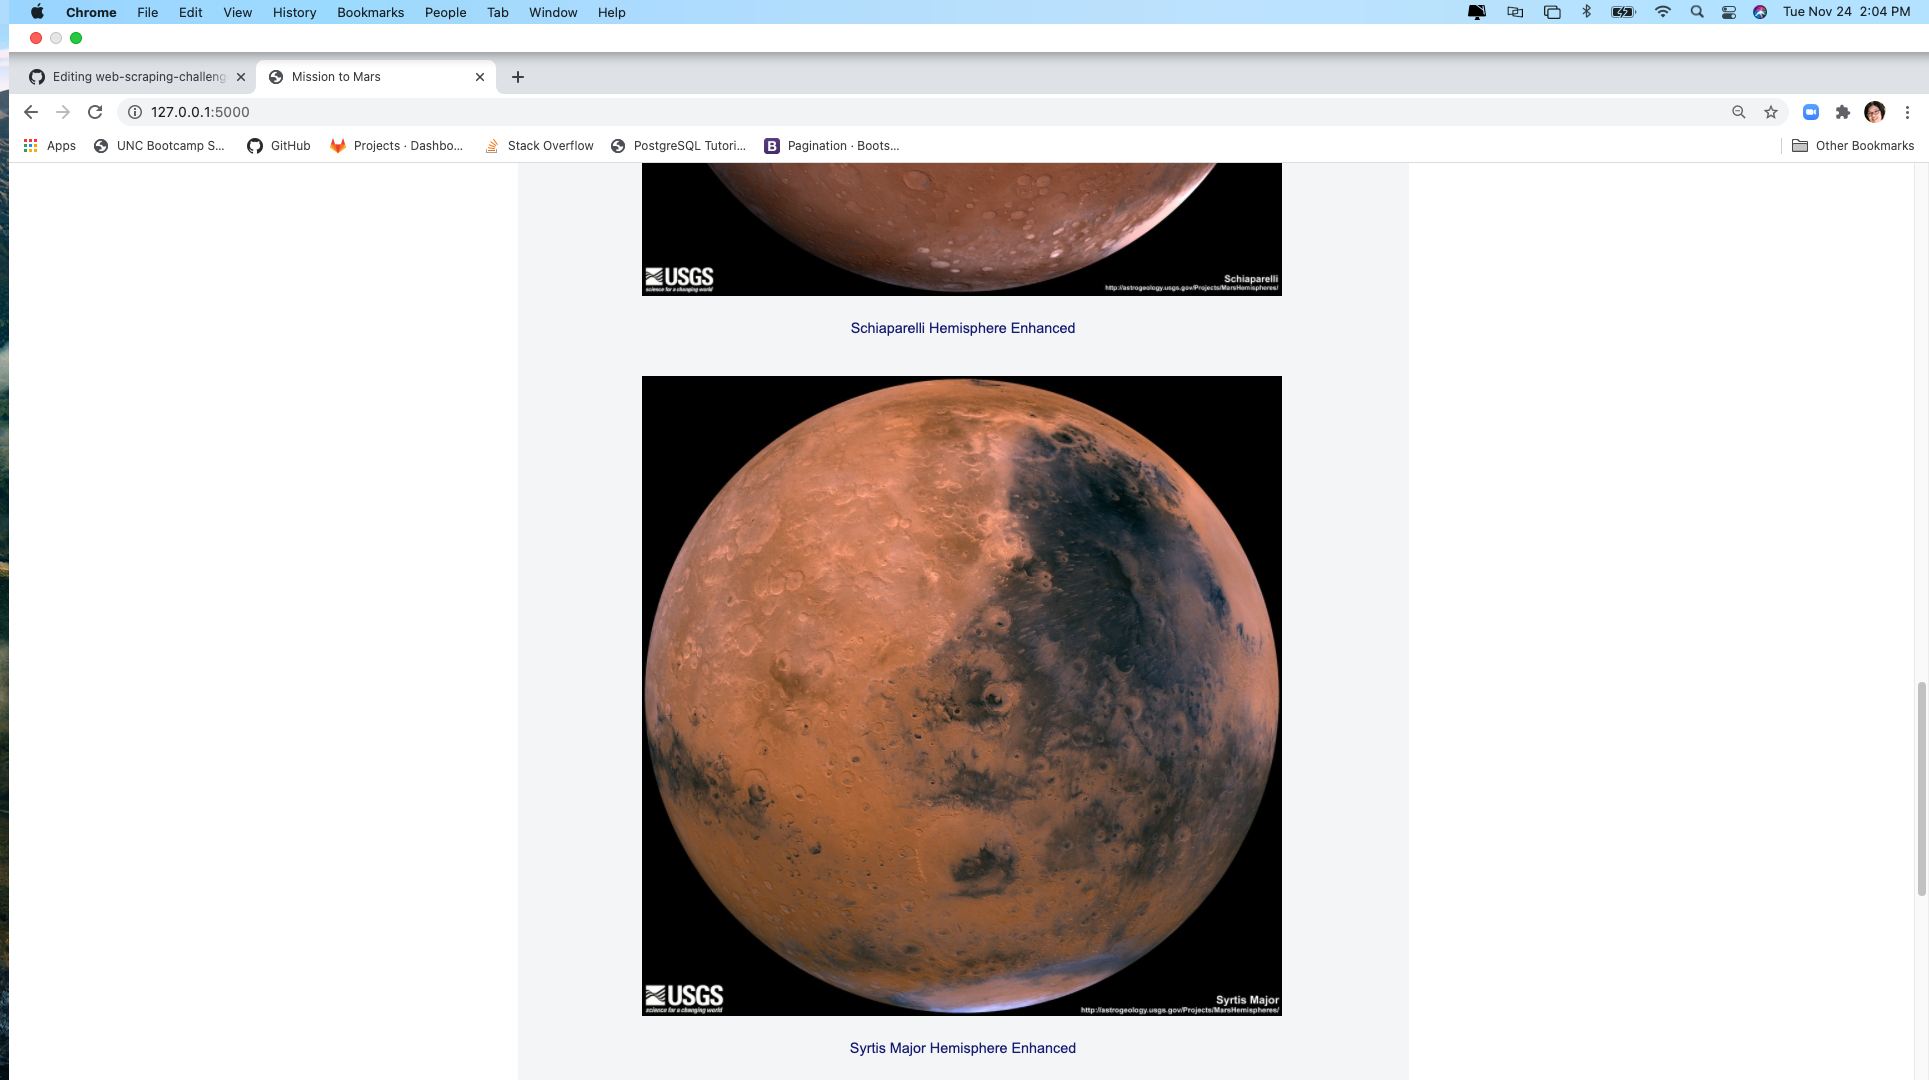 Chrome File Edit View History Bookmarks People Tab Window Help Tue Nov 24 2:04 PM
Editing web-scraping-challeng Mission to Mars
127.0.0.1:5000
Apps UNC Bootcamp S... GitHub Projects · Dashbo... Stack Overflow PostgreSQL Tutori... B Pagination · Boots... Other Bookmarks
USGS
science for a changing world
Schiaparelli
http://astrogeology.usgs.gov/Projects/MarsHemispheres/
Schiaparelli Hemisphere Enhanced
USGS
science for a changing world
Syrtis Major
http://astrogeology.usgs.gov/Projects/MarsHemispheres/
Syrtis Major Hemisphere Enhanced